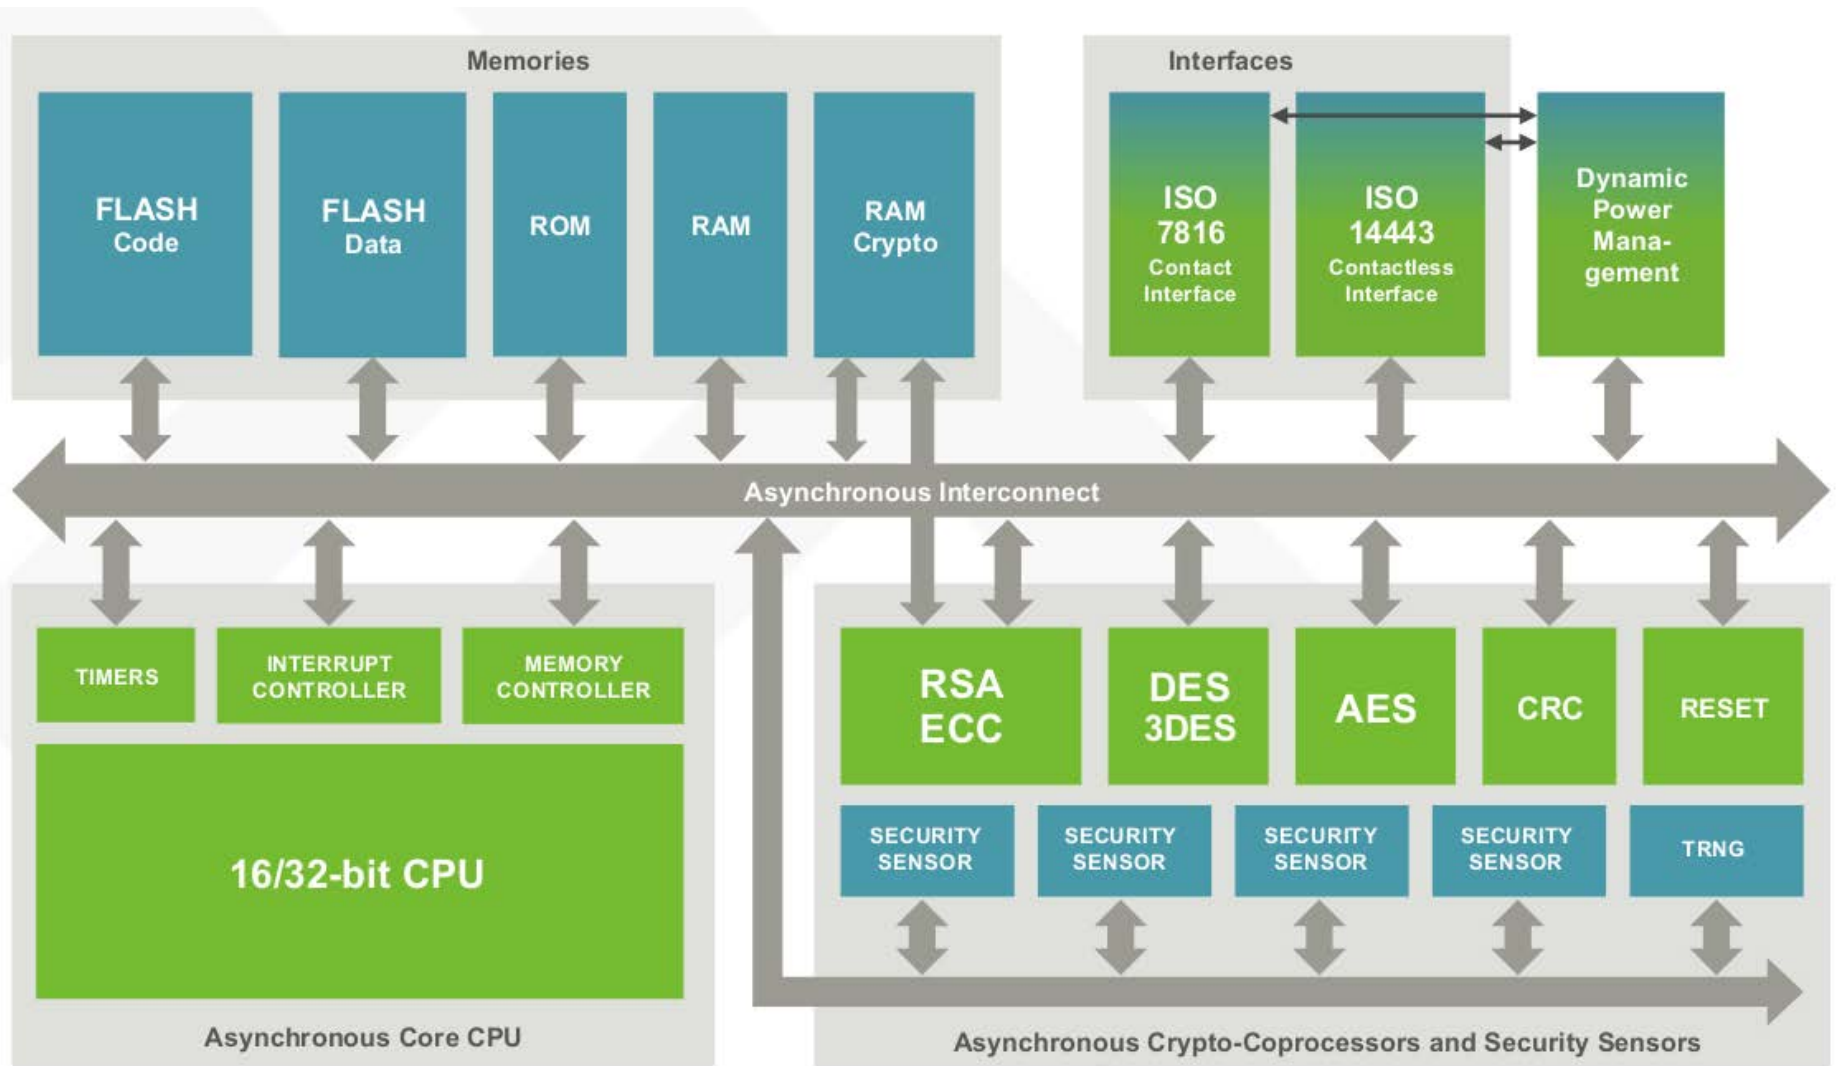 Memories
FLASH
Code
FLASH
Data
ROM
RAM
RAM
Crypto
Interfaces
ISO
7816
Contact
Interface
ISO
14443
Contactless
Interface
Dynamic
Power
Mana-
gement
Asynchronous Interconnect
TIMERS
INTERRUPT
CONTROLLER
MEMORY
CONTROLLER
16/32-bit CPU
Asynchronous Core CPU
RSA
ECC
DES
3DES
AES
CRC
RESET
SECURITY
SENSOR
SECURITY
SENSOR
SECURITY
SENSOR
SECURITY
SENSOR
TRNG
Asynchronous Crypto-Coprocessors and Security Sensors